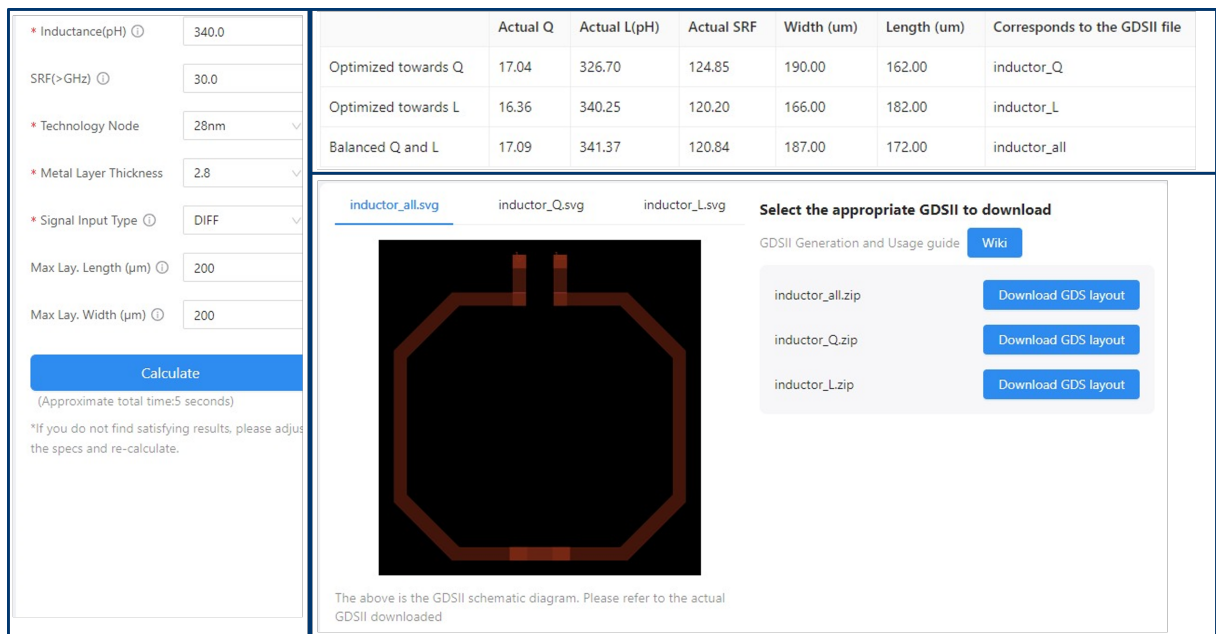 * Inductance(pH) 340.0
SRF(>GHz) 30.0
* Technology Node 28nm
* Metal Layer Thickness 2.8
* Signal Input Type DIFF
Max Lay. Length (μm) 200
Max Lay. Width (μm) 200
Calculate
(Approximate total time:5 seconds)
*If you do not find satisfying results, please adjus
the specs and re-calculate.
Actual Q Actual L(pH) Actual SRF Width (um) Length (um) Corresponds to the GDSII file
Optimized towards Q 17.04 326.70 124.85 190.00 162.00 inductor_Q
Optimized towards L 16.36 340.25 120.20 166.00 182.00 inductor_L
Balanced Q and L 17.09 341.37 120.84 187.00 172.00 inductor_all
inductor_all.svg inductor_Q.svg inductor_L.svg
The above is the GDSII schematic diagram. Please refer to the actual
GDSII downloaded
Select the appropriate GDSII to download
GDSII Generation and Usage guide Wiki
inductor_all.zip Download GDS layout
inductor_Q.zip Download GDS layout
inductor_L.zip Download GDS layout